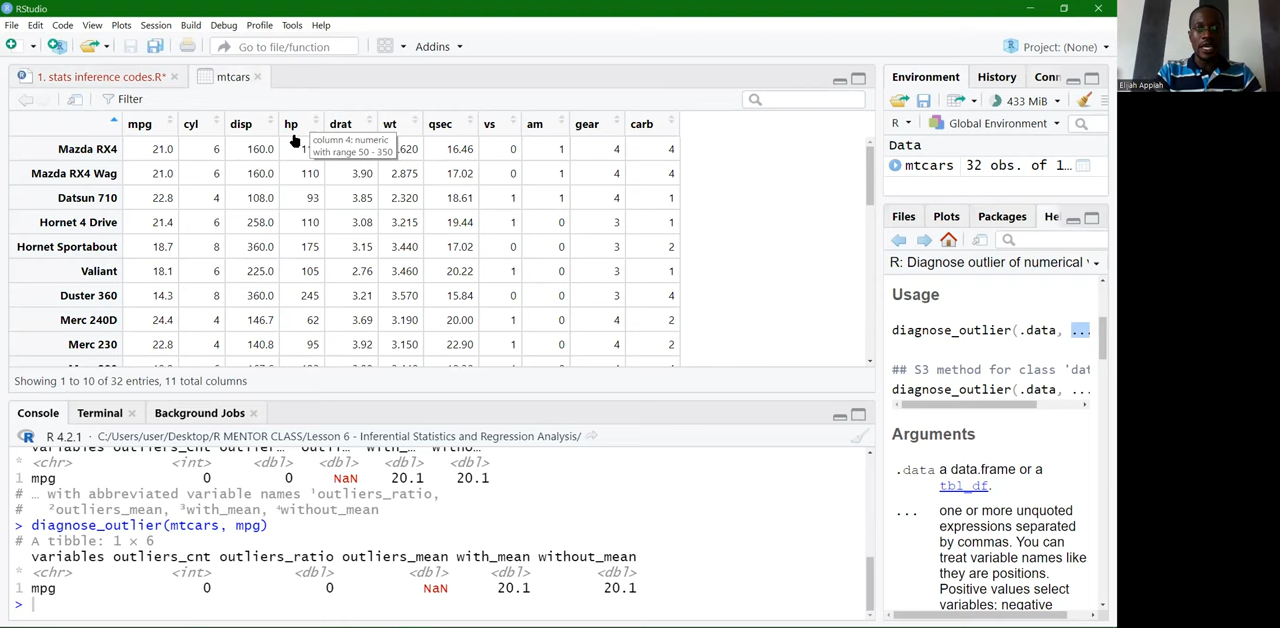 RStudio
File Edit Code View Plots Session Build Debug Profile Tools Help
Go to file/function
Addins
Project: (None)
1. stats inference codes.R*
mtcars
Filter
mpg cyl disp hp drat wt qsec vs am gear carb
column 4: numeric
with range 50 - 350
Mazda RX4 21.0 6 160.0 16.46 0 1 4 4
Mazda RX4 Wag 21.0 6 160.0 110 3.90 2.875 17.02 0 1 4 4
Datsun 710 22.8 4 108.0 93 3.85 2.320 18.61 1 1 4 1
Hornet 4 Drive 21.4 6 258.0 110 3.08 3.215 19.44 1 0 3 1
Hornet Sportabout 18.7 8 360.0 175 3.15 3.440 17.02 0 0 3 2
Valiant 18.1 6 225.0 105 2.76 3.460 20.22 1 0 3 1
Duster 360 14.3 8 360.0 245 3.21 3.570 15.84 0 0 3 4
Merc 240D 24.4 4 146.7 62 3.69 3.190 20.00 1 0 4 2
Merc 230 22.8 4 140.8 95 3.92 3.150 22.90 1 0 4 2
Showing 1 to 10 of 32 entries, 11 total columns
Console Terminal Background Jobs
R 4.2.1 · C:/Users/user/Desktop/R MENTOR CLASS/Lesson 6 - Inferential Statistics and Regression Analysis/
variables outliers_cnt outlier… ²outli… ³with_… ⁴witho…
* <chr> <int> <dbl> <dbl> <dbl> <dbl>
1 mpg 0 0 NaN 20.1 20.1
# … with abbreviated variable names ¹outliers_ratio,
# ²outliers_mean, ³with_mean, ⁴without_mean
> diagnose_outlier(mtcars, mpg)
# A tibble: 1 × 6
variables outliers_cnt outliers_ratio outliers_mean with_mean without_mean
* <chr> <int> <dbl> <dbl> <dbl> <dbl>
1 mpg 0 0 NaN 20.1 20.1
>
Environment History Conn
433 MiB
R Global Environment
Data
mtcars 32 obs. of 1…
Files Plots Packages He
R: Diagnose outlier of numerical
Usage
diagnose_outlier(.data, ..
## S3 method for class 'dat
diagnose_outlier(.data, ...
Arguments
.data a data.frame or a
tbl_df.
... one or more unquoted
expressions separated
by commas. You can
treat variable names like
they are positions.
Positive values select
variables; negative
Elijah Appiah